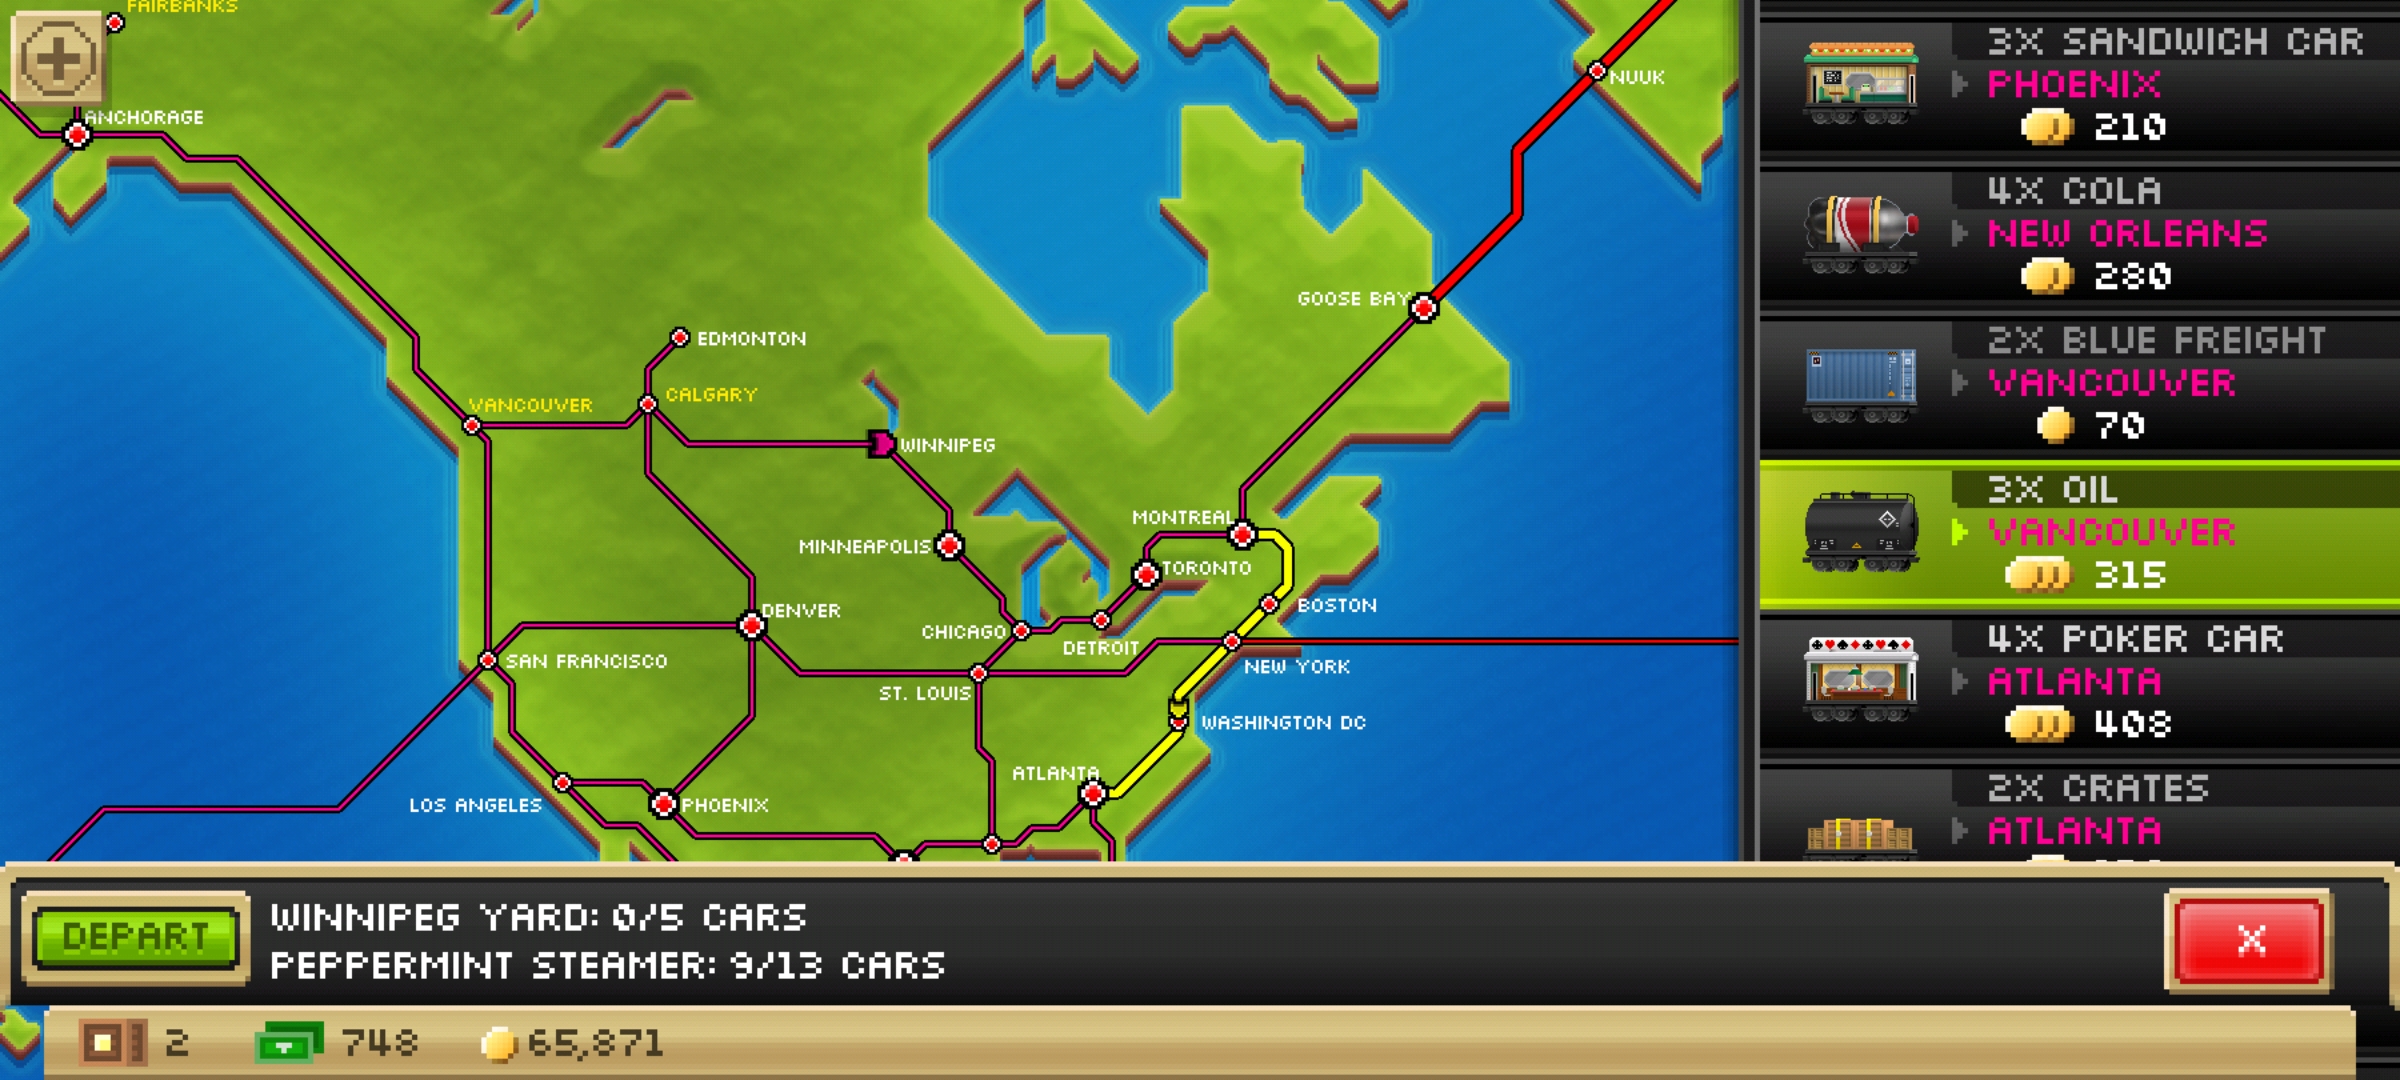 FAIRBANKS
ANCHORAGE
NUUK
GOOSE BAY
EDMONTON
CALGARY
VANCOUVER
WINNIPEG
MONTREAL
MINNEAPOLIS
TORONTO
BOSTON
DENVER
CHICAGO
DETROIT
NEW YORK
SAN FRANCISCO
ST. LOUIS
WASHINGTON DC
ATLANTA
LOS ANGELES
PHOENIX
3X SANDWICH CAR
PHOENIX
210
4X COLA
NEW ORLEANS
280
2X BLUE FREIGHT
VANCOUVER
70
3X OIL
VANCOUVER
315
4X POKER CAR
ATLANTA
408
2X CRATES
ATLANTA
DEPART
WINNIPEG YARD: 0/5 CARS
PEPPERMINT STEAMER: 9/13 CARS
X
2
748
65,871